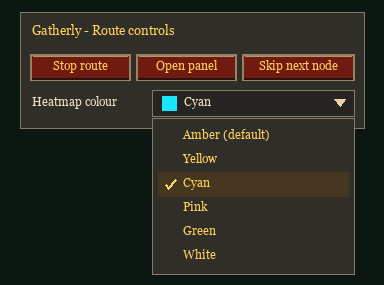 Gatherly - Route controls
Stop route Open panel Skip next node
Heatmap colour Cyan
Amber (default)
Yellow
Cyan
Pink
Green
White